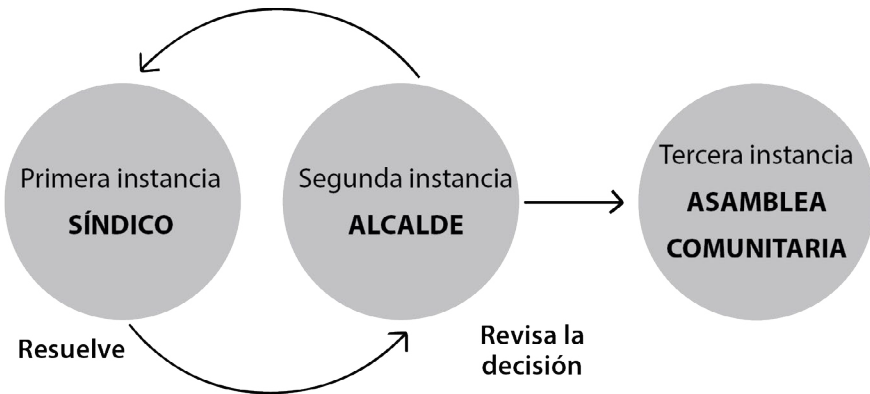 Primera instancia
SÍNDICO
Segunda instancia
ALCALDE
Tercera instancia
ASAMBLEA
COMUNITARIA
Resuelve
Revisa la
decisión